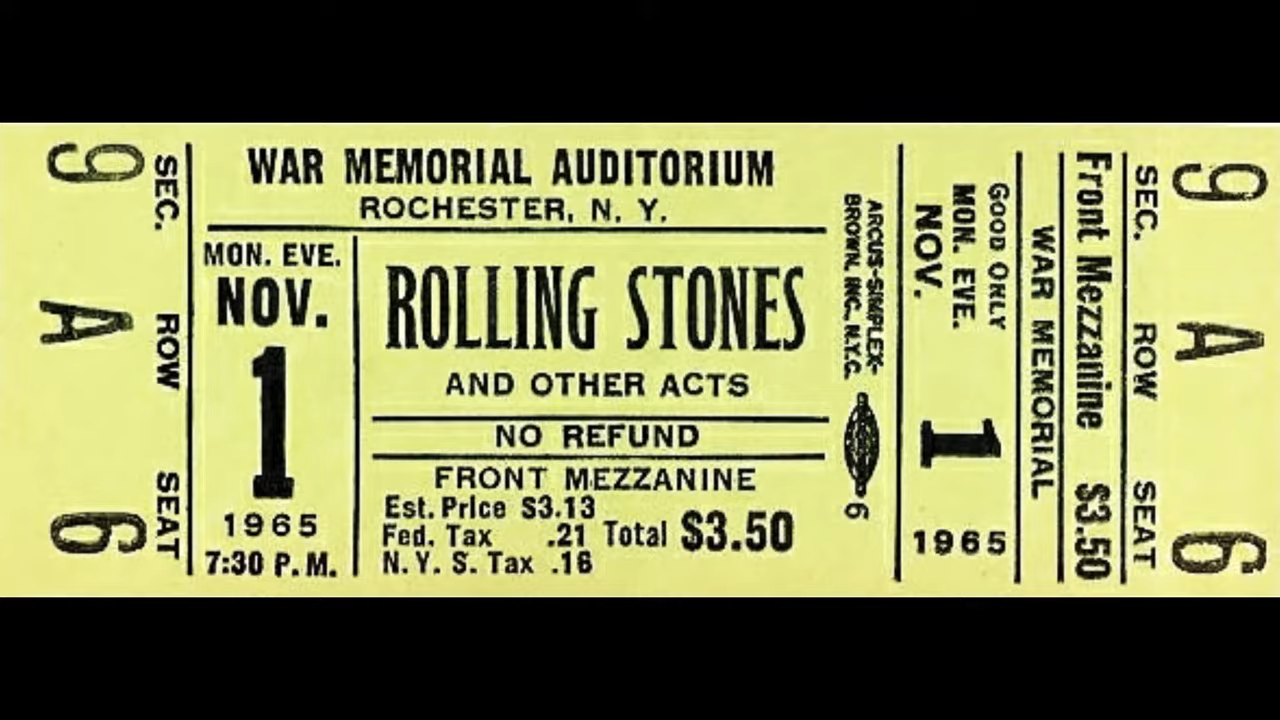 SEC. 9
ROW A
SEAT 6
WAR MEMORIAL AUDITORIUM
ROCHESTER, N. Y.
MON. EVE.
NOV.
1
1965
7:30 P. M.
ROLLING STONES
AND OTHER ACTS
NO REFUND
FRONT MEZZANINE
Est. Price $3.13
Fed. Tax .21 Total $3.50
N. Y. S. Tax .16
ARCUS-SIMPLEX-
BROWN, INC., N.Y.C.
6
GOOD ONLY
MON. EVE.
NOV.
1
1965
WAR MEMORIAL
Front Mezzanine $3.50
SEC. 9
ROW A
SEAT 6